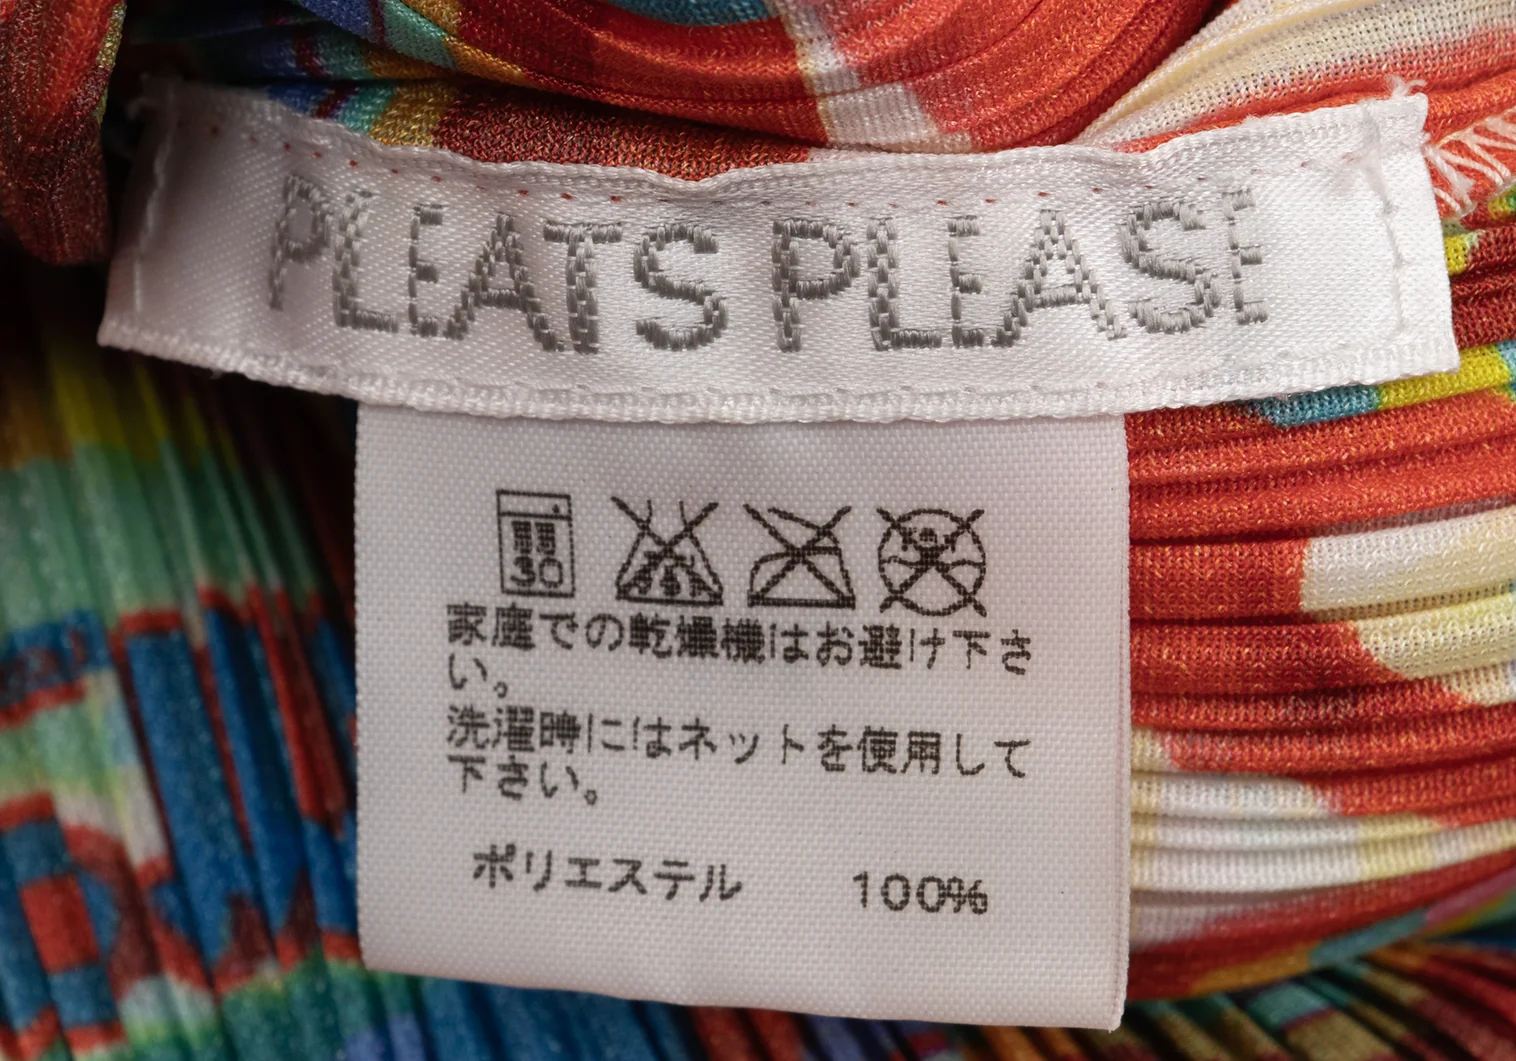 PLEATS PLEASE
30
家庭での乾燥機はお避け下さ
い。
洗濯時にはネットを使用して
下さい。
ポリエステル 100%